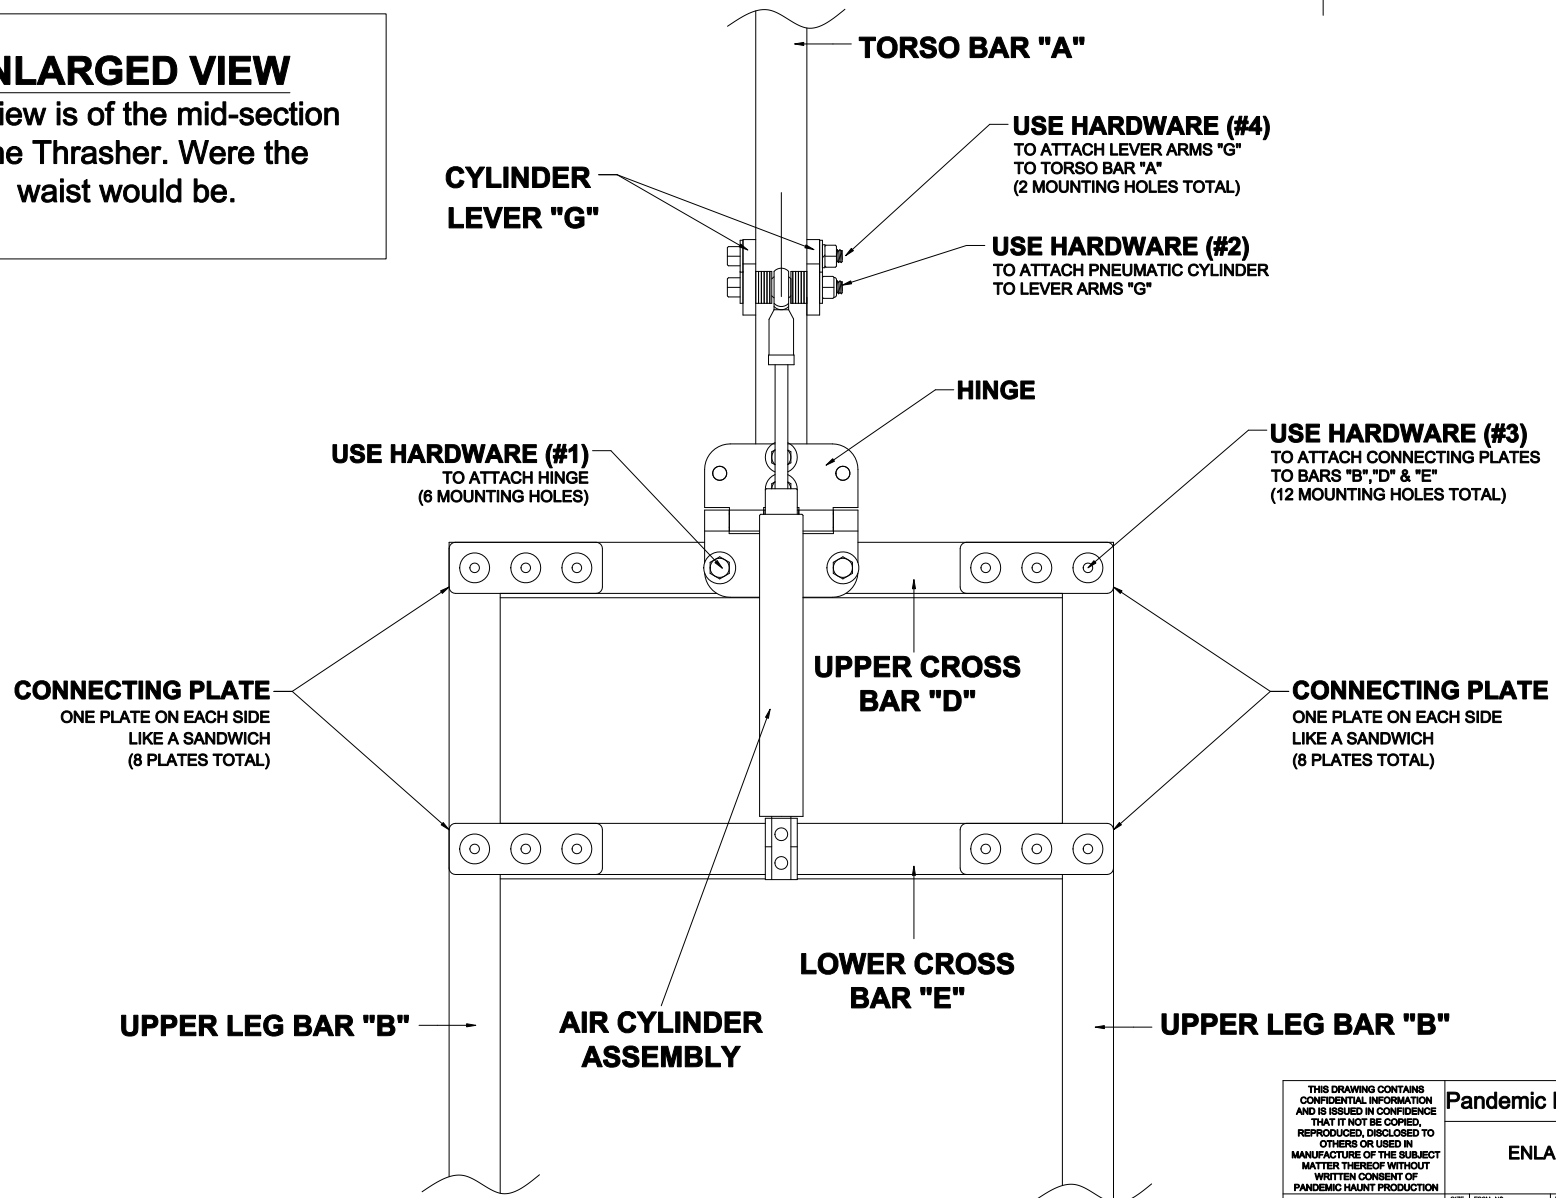 NLARGED VIEW
iew is of the mid-section
ne Thrasher. Were the
waist would be.
TORSO BAR "A"
USE HARDWARE (#4)
TO ATTACH LEVER ARMS "G"
TO TORSO BAR "A"
(2 MOUNTING HOLES TOTAL)
CYLINDER
LEVER "G"
USE HARDWARE (#2)
TO ATTACH PNEUMATIC CYLINDER
TO LEVER ARMS "G"
HINGE
USE HARDWARE (#1)
TO ATTACH HINGE
(6 MOUNTING HOLES)
USE HARDWARE (#3)
TO ATTACH CONNECTING PLATES
TO BARS "B","D" & "E"
(12 MOUNTING HOLES TOTAL)
UPPER CROSS
BAR "D"
CONNECTING PLATE
ONE PLATE ON EACH SIDE
LIKE A SANDWICH
(8 PLATES TOTAL)
CONNECTING PLATE
ONE PLATE ON EACH SIDE
LIKE A SANDWICH
(8 PLATES TOTAL)
LOWER CROSS
BAR "E"
UPPER LEG BAR "B"
AIR CYLINDER
ASSEMBLY
UPPER LEG BAR "B"
THIS DRAWING CONTAINS
CONFIDENTIAL INFORMATION
AND IS ISSUED IN CONFIDENCE
THAT IT NOT BE COPIED,
REPRODUCED, DISCLOSED TO
OTHERS OR USED IN
MANUFACTURE OF THE SUBJECT
MATTER THEREOF WITHOUT
WRITTEN CONSENT OF
PANDEMIC HAUNT PRODUCTION
Pandemic
ENLA